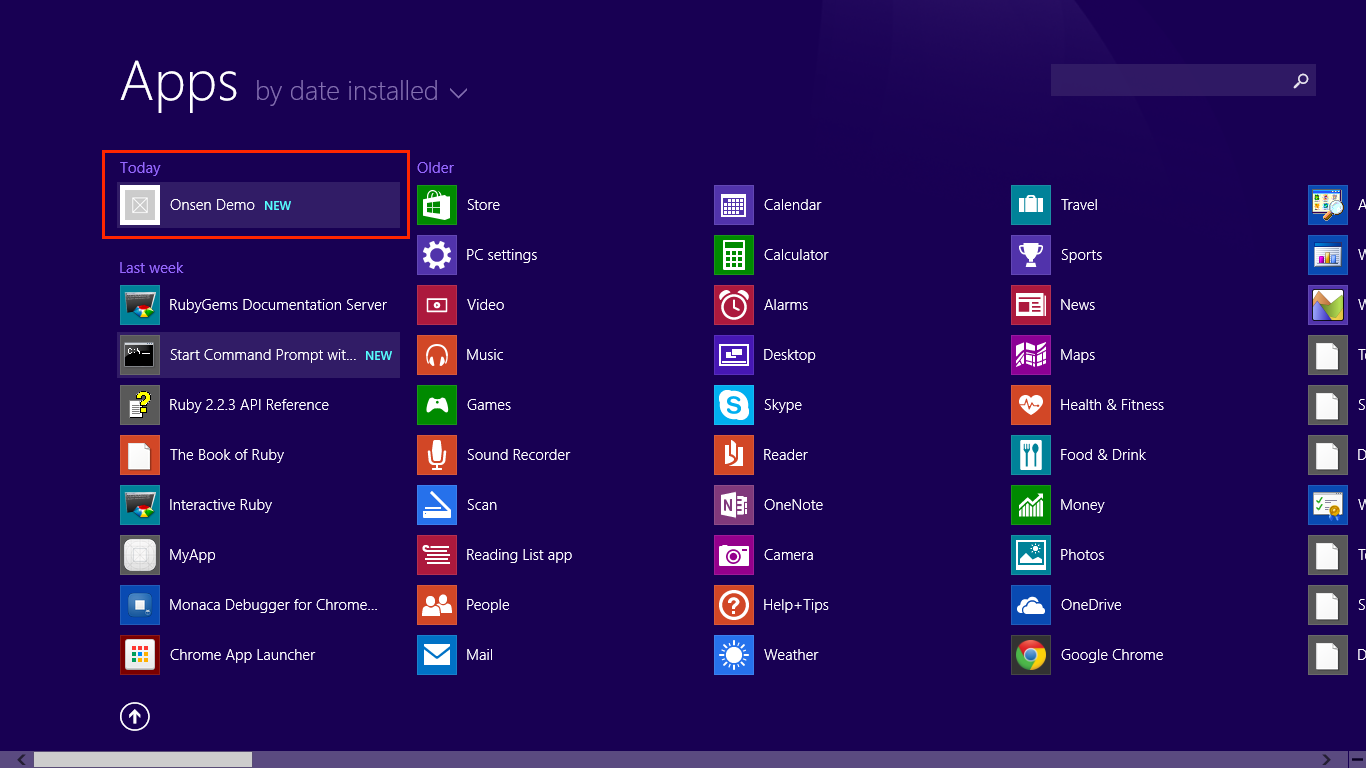 Apps by date installed
Today
Onsen Demo NEW
Last week
RubyGems Documentation Server
Start Command Prompt wit... NEW
Ruby 2.2.3 API Reference
The Book of Ruby
Interactive Ruby
MyApp
Monaca Debugger for Chrome...
Chrome App Launcher
Older
Store
PC settings
Video
Music
Games
Sound Recorder
Scan
Reading List app
People
Mail
Calendar
Calculator
Alarms
Desktop
Skype
Reader
OneNote
Camera
Help+Tips
Weather
Travel
Sports
News
Maps
Health & Fitness
Food & Drink
Money
Photos
OneDrive
Google Chrome